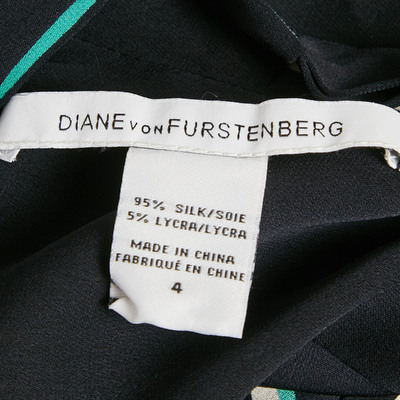 DIANE VON FURSTENBERG
95% SILK/SOIE
5% LYCRA/LYCRA
MADE IN CHINA
FABRIQUÉ EN CHINE
4